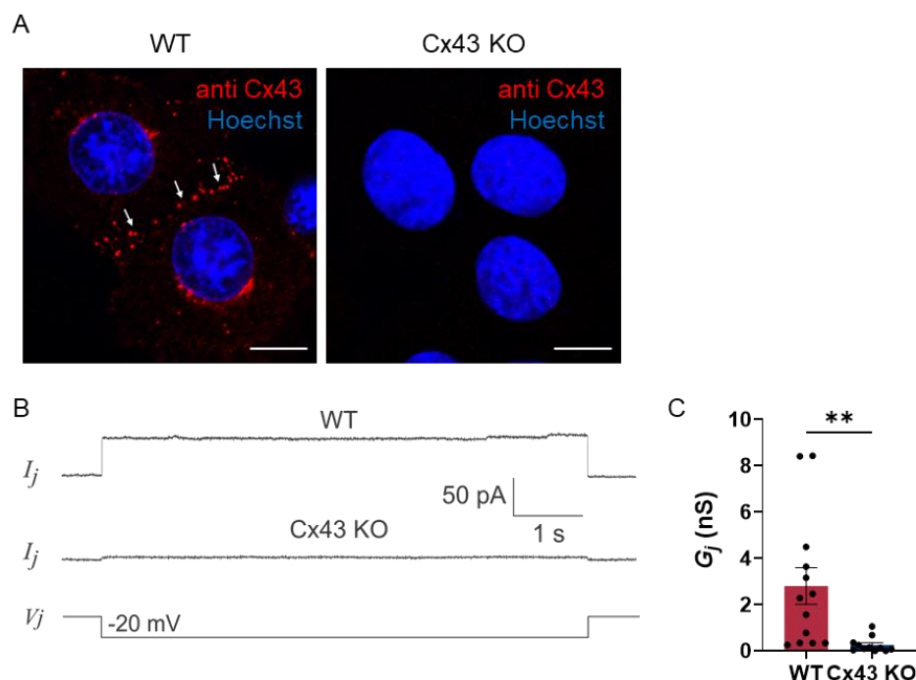 A
WT
Cx43 KO
anti Cx43
Hoechst
anti Cx43
Hoechst
B
WT
Ij
50 pA
1 s
Cx43 KO
Ij
Vj
-20 mV
C
**
Gj (nS)
10
8
6
4
2
0
WT Cx43 KO